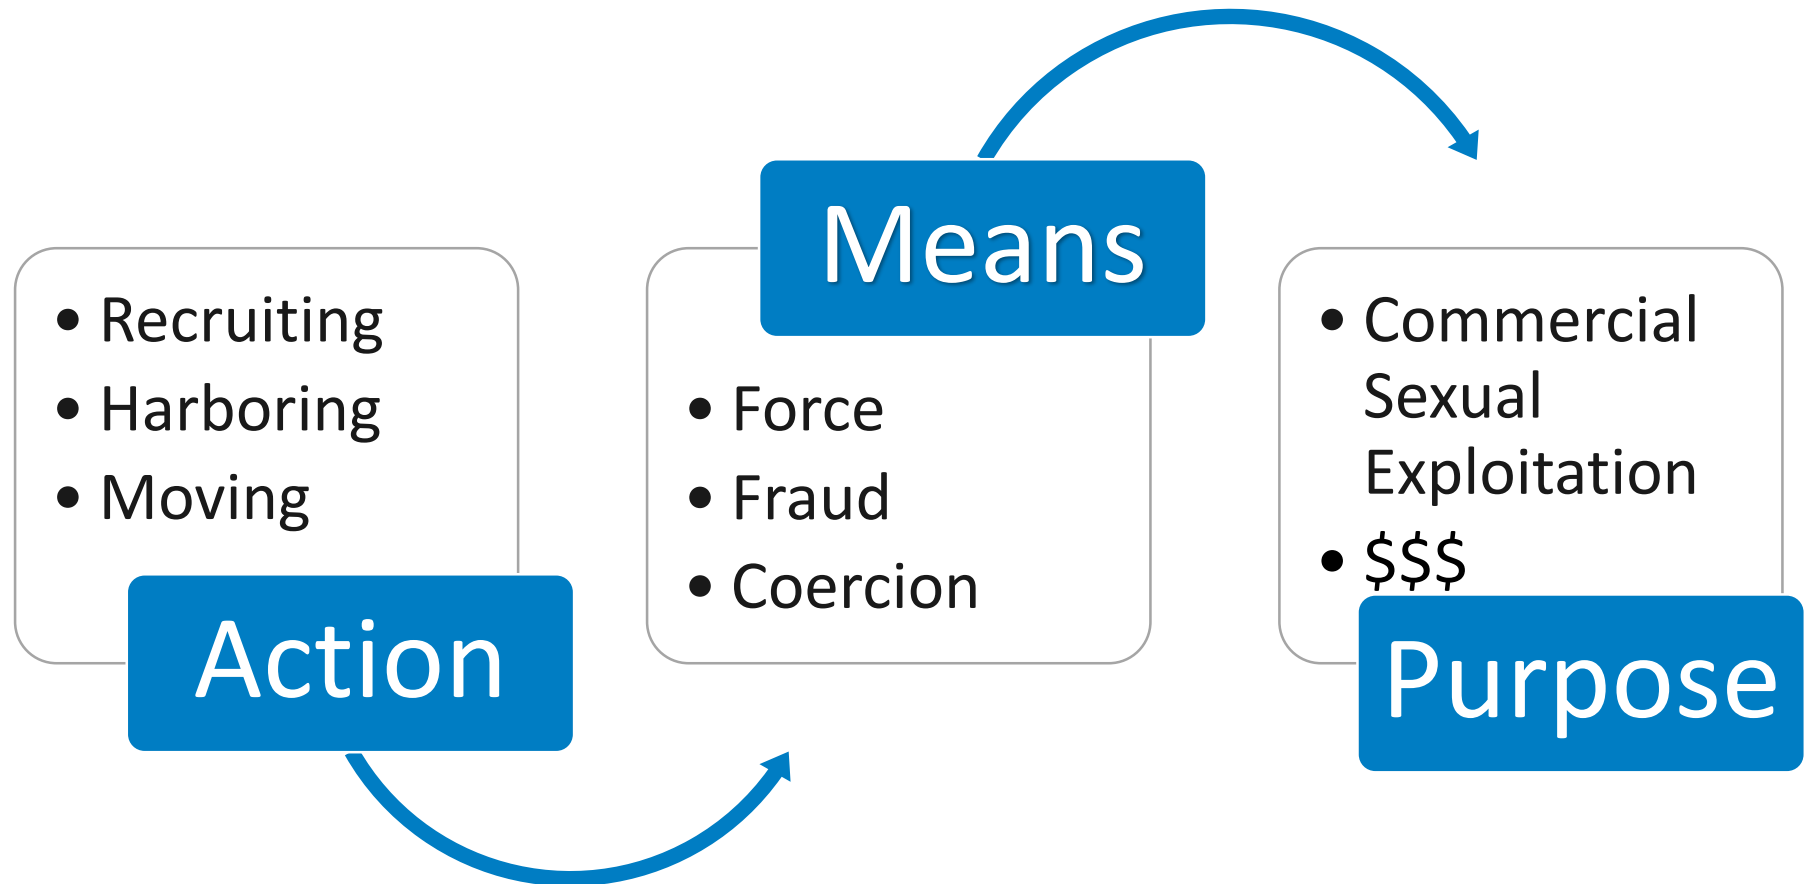 • Recruiting
• Harboring
• Moving
Action
Means
• Force
• Fraud
• Coercion
• Commercial
Sexual
Exploitation
• $$$
Purpose